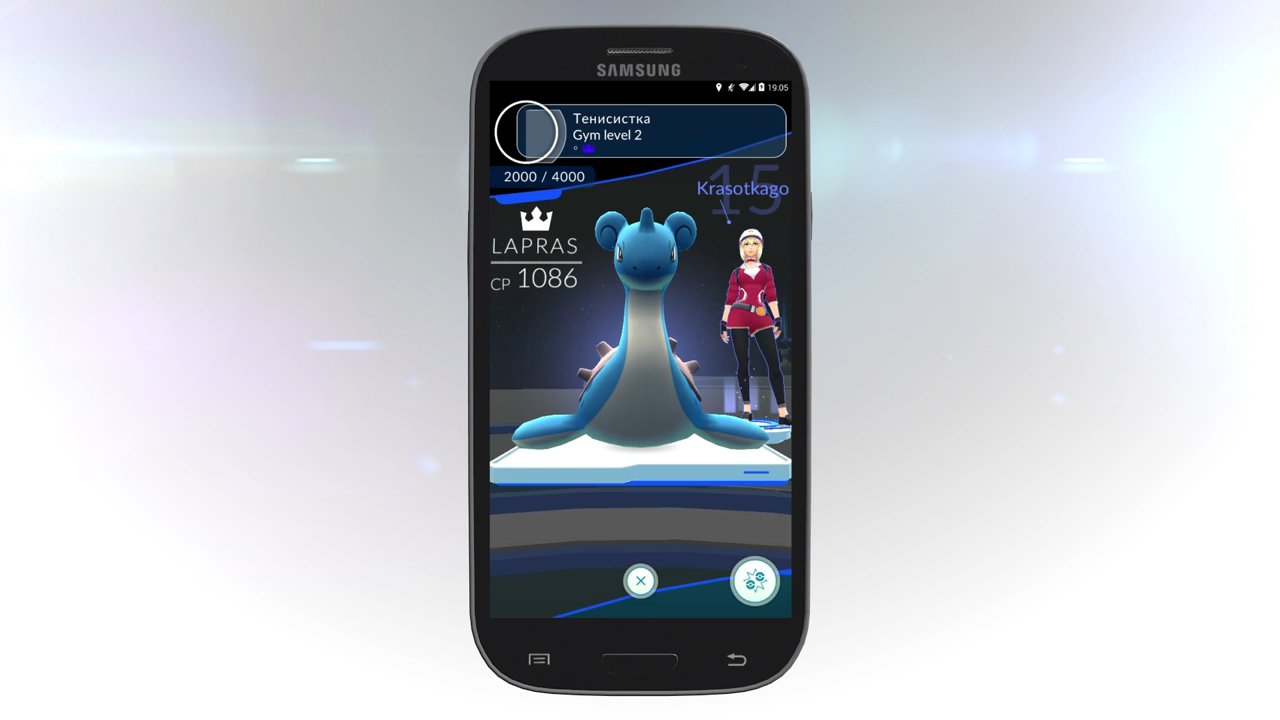 SAMSUNG
19:05
Тенисистка
Gym level 2
2000 / 4000
15
Krasotkago
LAPRAS
CP 1086